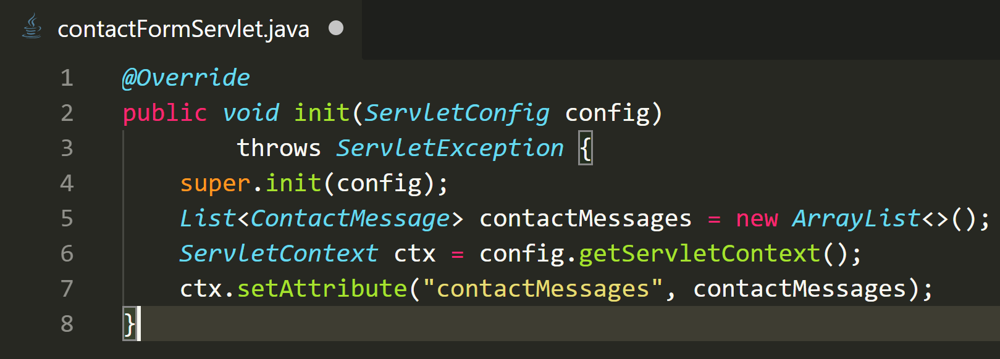 contactFormServlet.java
1 @Override
2 public void init(ServletConfig config)
3 throws ServletException {
4 super.init(config);
5 List<ContactMessage> contactMessages = new ArrayList<>();
6 ServletContext ctx = config.getServletContext();
7 ctx.setAttribute("contactMessages", contactMessages);
8 }